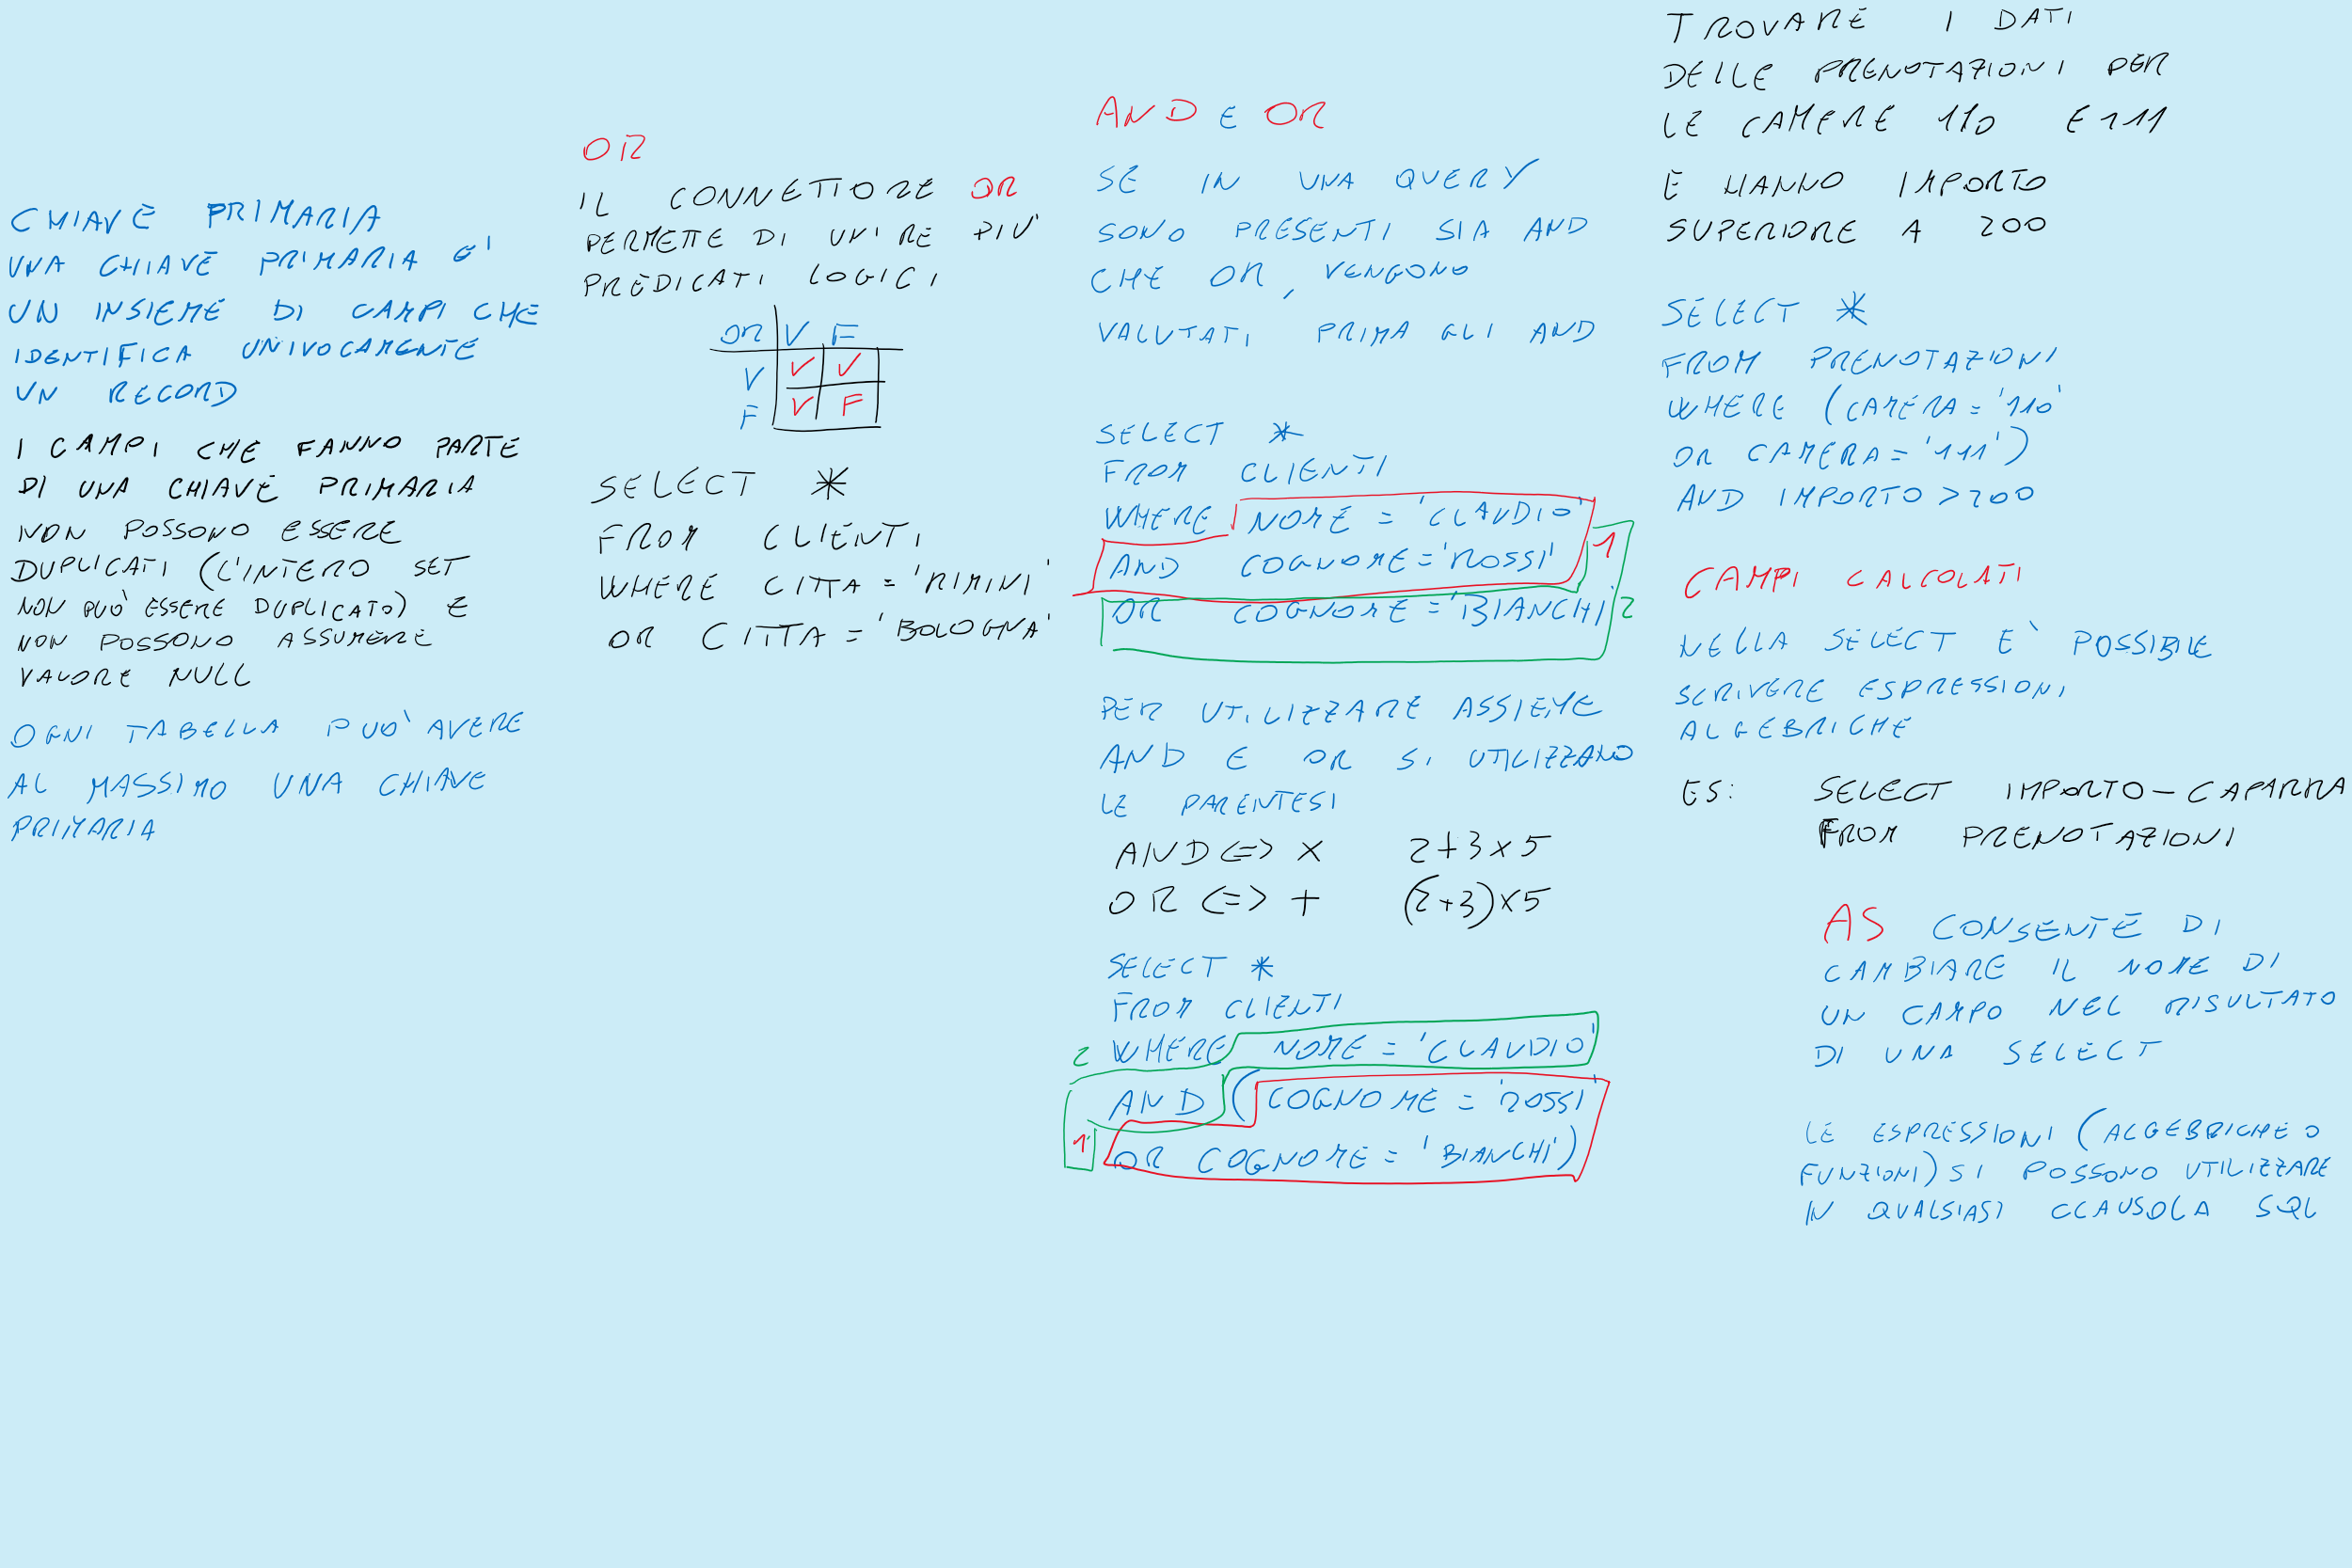 CHIAVE PRIMARIA
UNA CHIAVE PRIMARIA E'
UN INSIEME DI CAMPI CHE
IDENTIFICA UNIVOCAMENTE
UN RECORD
I CAMPI CHE FANNO PARTE
DI UNA CHIAVE PRIMARIA
NON POSSONO ESSERE
DUPLICATI (L'INTERO SET
NON PUÒ ESSERE DUPLICATO) E
NON POSSONO ASSUMERE
VALORE NULL
OGNI TABELLA PUO' AVERE
AL MASSIMO UNA CHIAVE
PRIMARIA
OR
IL CONNETTORE OR
PERMETTE DI UNIRE PIU'
PREDICATI LOGICI
OR V F
V V V
F V F
SELECT *
FROM CLIENTI
WHERE CITTA = 'RIMINI'
OR CITTA = 'BOLOGNA'
AND E OR
SE IN UNA QUERY
SONO PRESENTI SIA AND
CHE OR, VENGONO
VALUTATI PRIMA GLI AND
SELECT *
FROM CLIENTI
WHERE NOME = 'CLAUDIO'
AND COGNOME = 'ROSSI' 1
OR COGNOME = 'BIANCHI' 2
PER UTILIZZARE ASSIEME
AND E OR SI UTILIZZANO
LE PARENTESI
AND <=> × 2+3×5
OR <=> + (2+3)×5
SELECT *
FROM CLIENTI
2 WHERE NOME = 'CLAUDIO'
AND (COGNOME = 'ROSSI'
1 OR COGNOME = 'BIANCHI')
TROVARE I DATI
DELLE PRENOTAZIONI PER
LE CAMERE 110 E 111
E HANNO IMPORTO
SUPERIORE A 200
SELECT *
FROM PRENOTAZIONI
WHERE (CAMERA = '110'
OR CAMERA = '111')
AND IMPORTO > 200
CAMPI CALCOLATI
NELLA SELECT E' POSSIBILE
SCRIVERE ESPRESSIONI
ALGEBRICHE
ES: SELECT IMPORTO - CAPARRA
FROM PRENOTAZIONI
AS CONSENTE DI
CAMBIARE IL NOME DI
UN CAMPO NEL RISULTATO
DI UNA SELECT
LE ESPRESSIONI (ALGEBRICHE O
FUNZIONI) SI POSSONO UTILIZZARE
IN QUALSIASI CLAUSOLA SQL